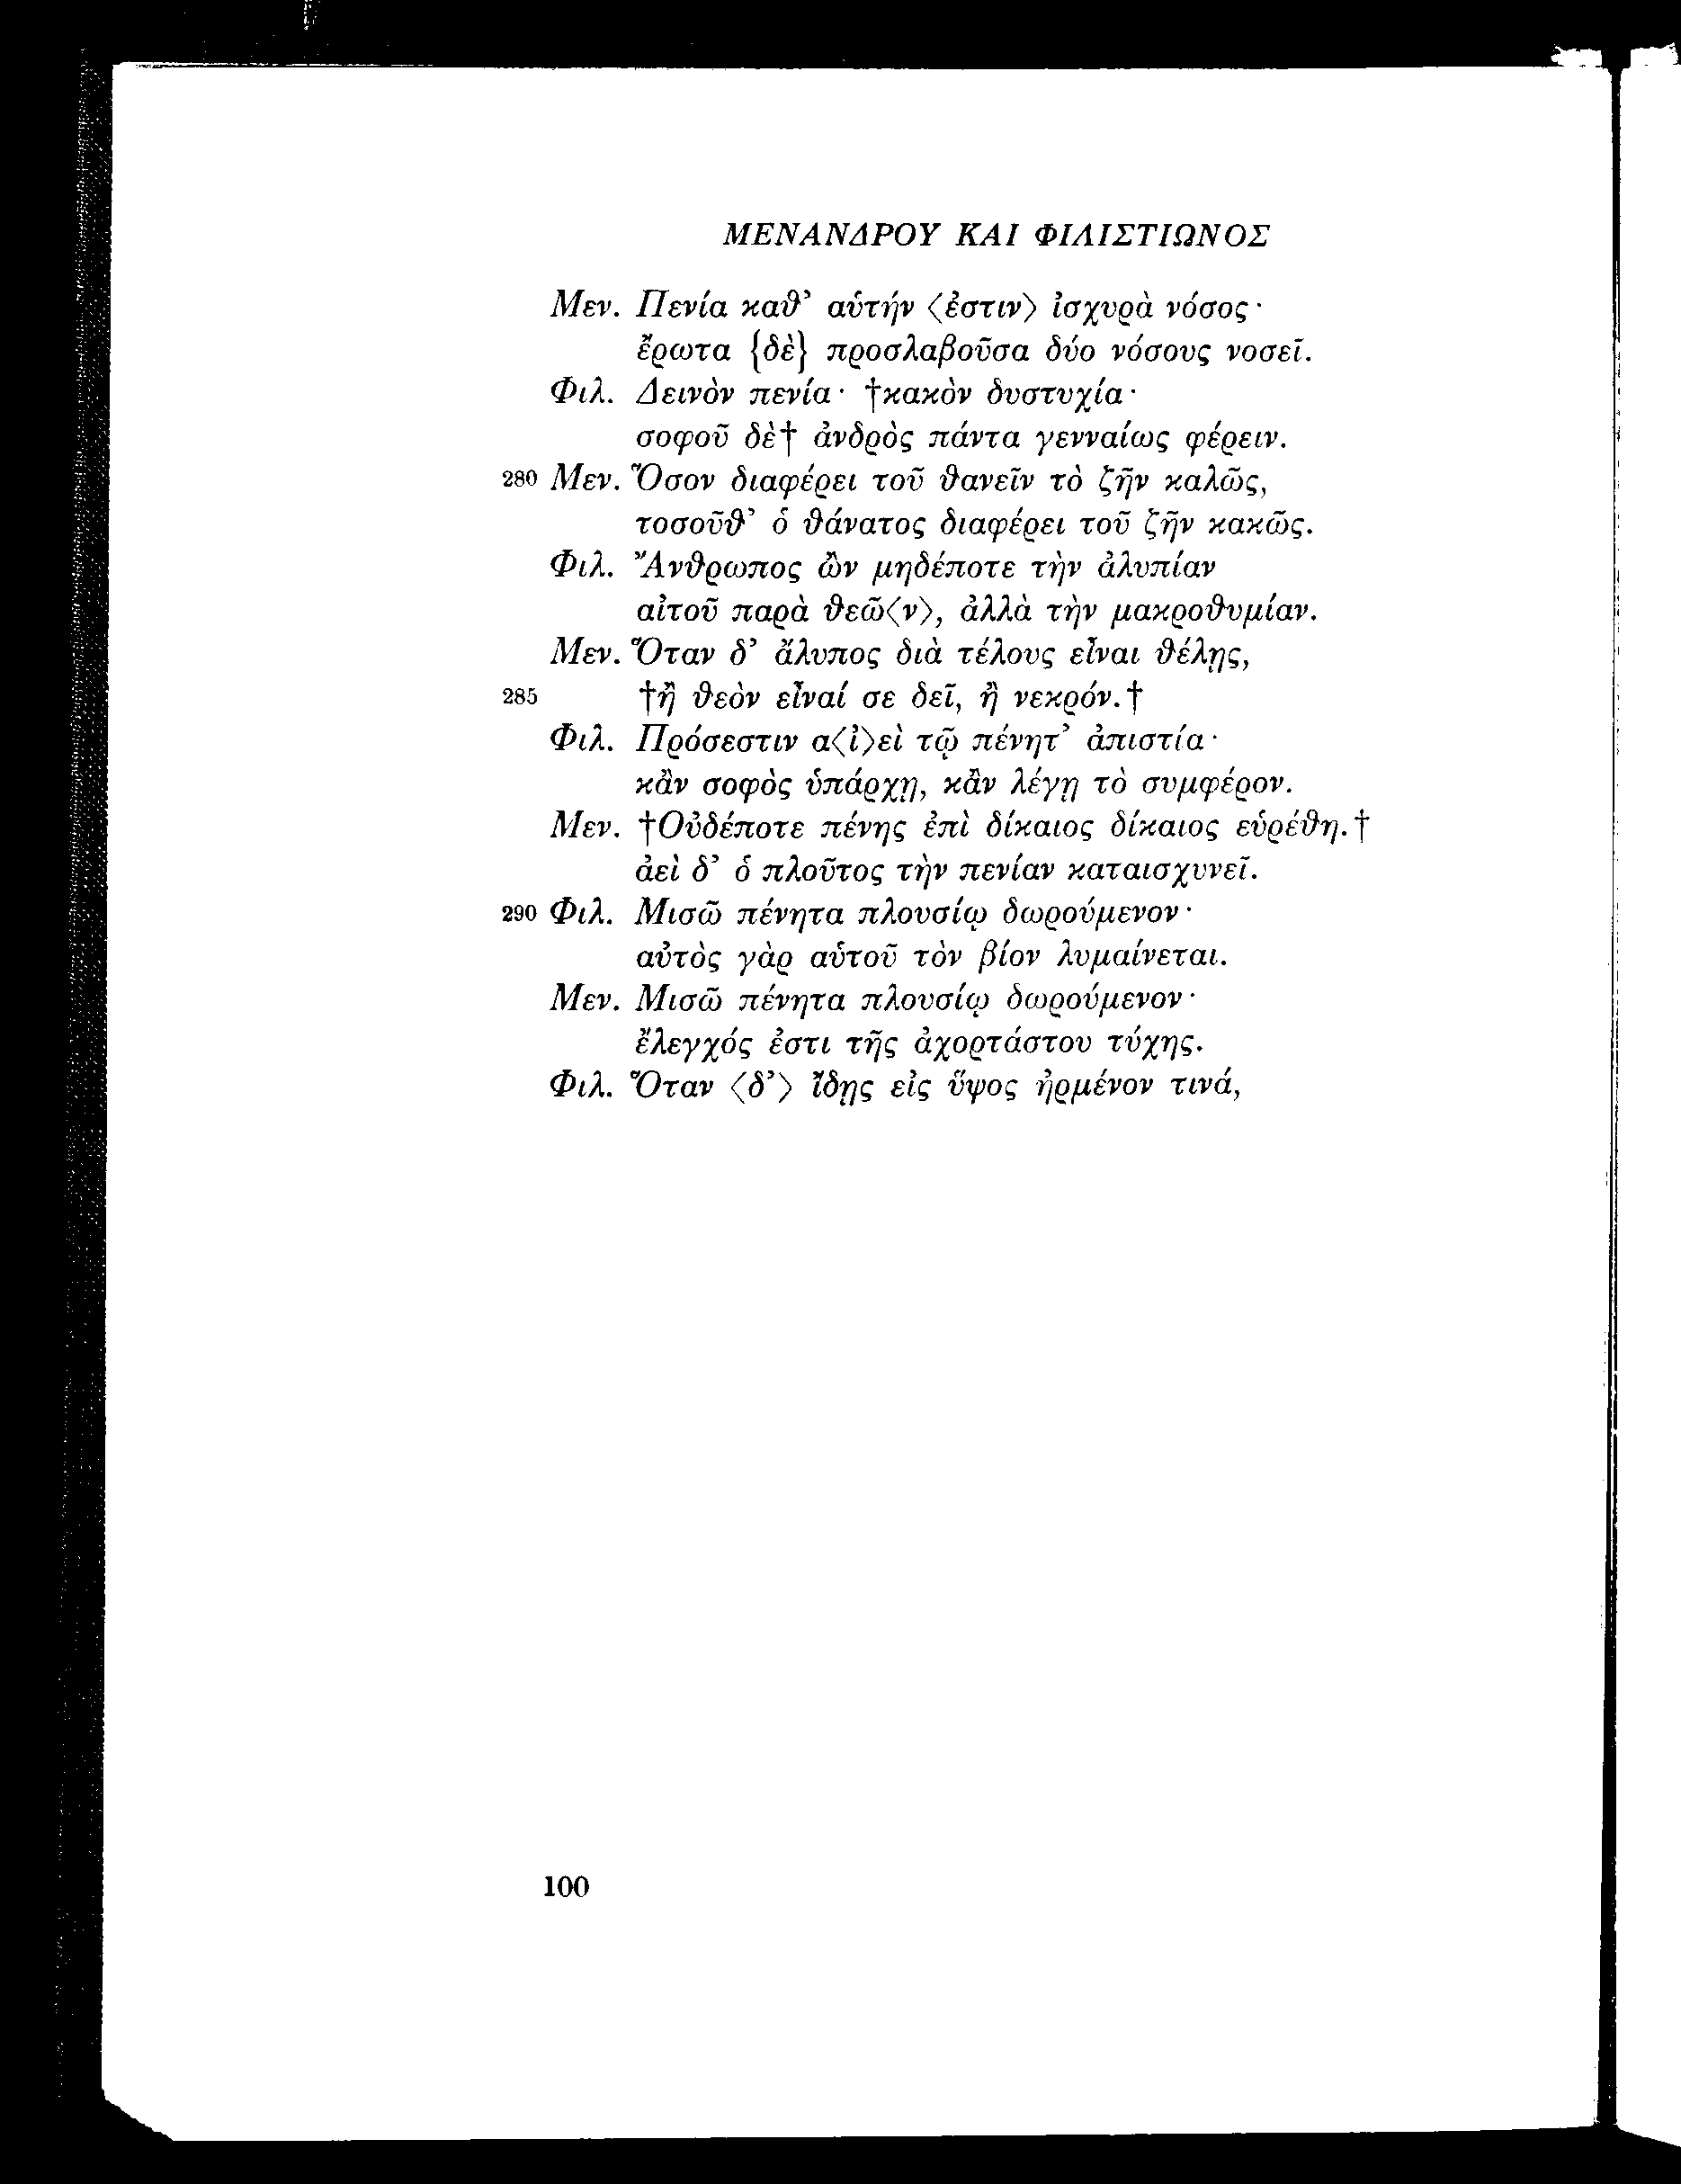 ΜΕΝΑΝΔΡΟΥ ΚΑΙ ΦΙΛΙΣΤΙΩΝΟΣ
Μεν. Πενία καθ’ αὑτήν ⟨ἐστιν⟩ ἰσχυρὰ νόσος·
ἔρωτα {δὲ} προσλαβοῦσα δύο νόσους νοσεῖ.
Φιλ. Δεινὸν πενία· †κακὸν δυστυχία·
σοφοῦ δὲ† ἀνδρὸς πάντα γενναίως φέρειν.
280 Μεν. Ὅσον διαφέρει τοῦ θανεῖν τὸ ζῆν καλῶς,
τοσοῦθ’ ὁ θάνατος διαφέρει τοῦ ζῆν κακῶς.
Φιλ. Ἄνθρωπος ὢν μηδέποτε τὴν ἀλυπίαν
αἰτοῦ παρὰ θεῶ⟨ν⟩, ἀλλὰ τὴν μακροθυμίαν.
Μεν. Ὅταν δ’ ἄλυπος διὰ τέλους εἶναι θέλῃς,
285 †ἢ θεὸν εἶναί σε δεῖ, ἢ νεκρόν.†
Φιλ. Πρόσεστιν α⟨ἰ⟩εὶ τῷ πένητ’ ἀπιστία·
κἂν σοφὸς ὑπάρχῃ, κἂν λέγῃ τὸ συμφέρον.
Μεν. †Οὐδέποτε πένης ἐπὶ δίκαιος δίκαιος εὑρέθη.†
ἀεὶ δ’ ὁ πλοῦτος τὴν πενίαν καταισχυνεῖ.
290 Φιλ. Μισῶ πένητα πλουσίῳ δωρούμενον·
αὐτὸς γὰρ αὑτοῦ τὸν βίον λυμαίνεται.
Μεν. Μισῶ πένητα πλουσίῳ δωρούμενον·
ἔλεγχός ἐστι τῆς ἀχορτάστου τύχης.
Φιλ. Ὅταν ⟨δ’⟩ ἴδῃς εἰς ὕψος ἠρμένον τινά,
100